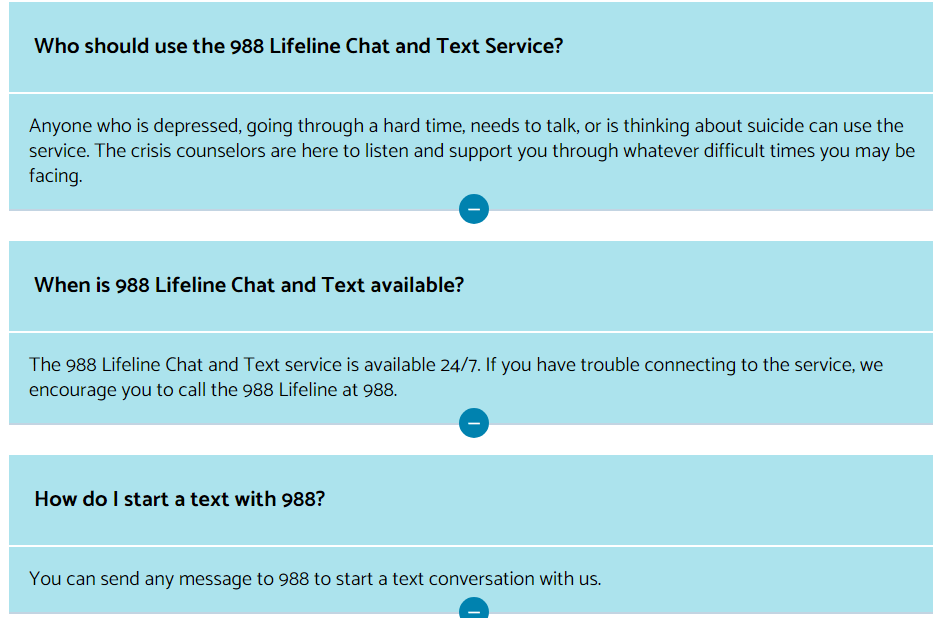 Who should use the 988 Lifeline Chat and Text Service?
Anyone who is depressed, going through a hard time, needs to talk, or is thinking about suicide can use the
service. The crisis counselors are here to listen and support you through whatever difficult times you may be
facing.
When is 988 Lifeline Chat and Text available?
The 988 Lifeline Chat and Text service is available 24/7. If you have trouble connecting to the service, we
encourage you to call the 988 Lifeline at 988.
How do I start a text with 988?
You can send any message to 988 to start a text conversation with us.